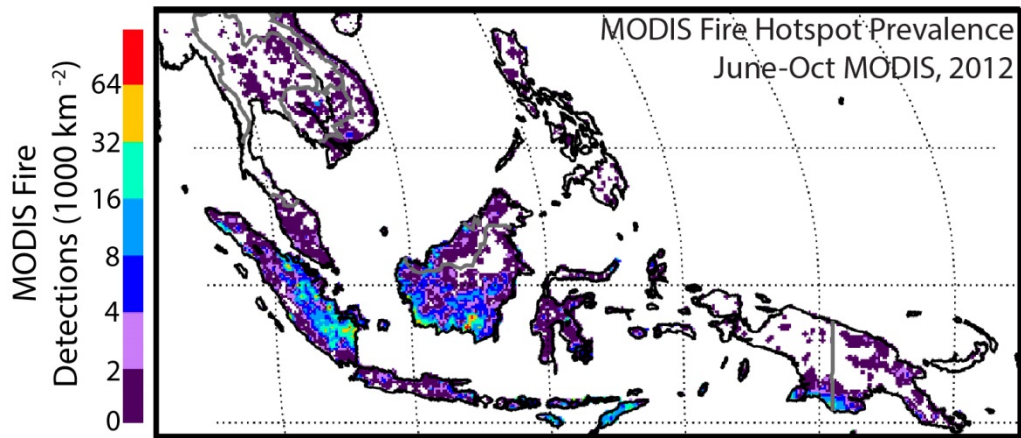 MODIS Fire Hotspot Prevalence
June-Oct MODIS, 2012
MODIS Fire
Detections (1000 km-2)
64
32
16
8
4
2
0